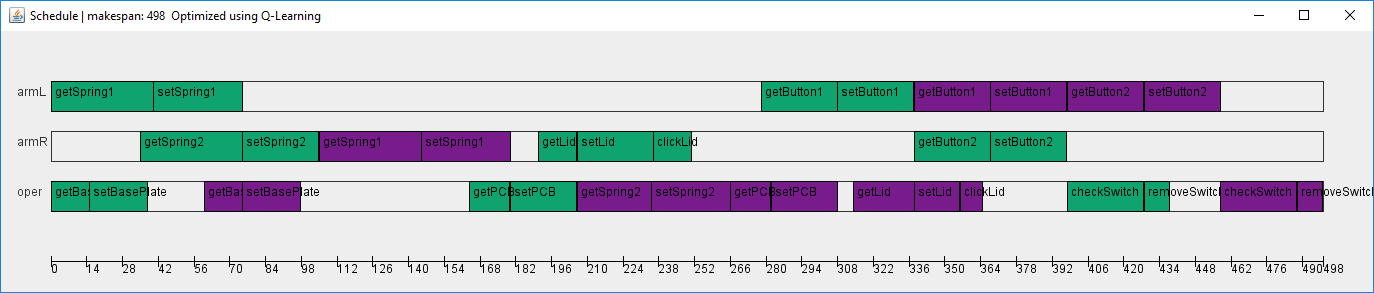 Schedule | makespan: 498 Optimized using Q-Learning
armL getSpring1 setSpring1 getButton1 setButton1 getButton1 setButton1 getButton2 setButton2
armR getSpring2 setSpring2 getSpring1 setSpring1 getLid setLid clickLid getButton2 setButton2
oper getBas setBasePlate getBas setBasePlate getPCB setPCB getSpring2 setSpring2 getPCB setPCB getLid setLid clickLid checkSwitch removeSwitch checkSwitch removeSwitch
0 14 28 42 56 70 84 98 112 126 140 154 168 182 196 210 224 238 252 266 280 294 308 322 336 350 364 378 392 406 420 434 448 462 476 490 498